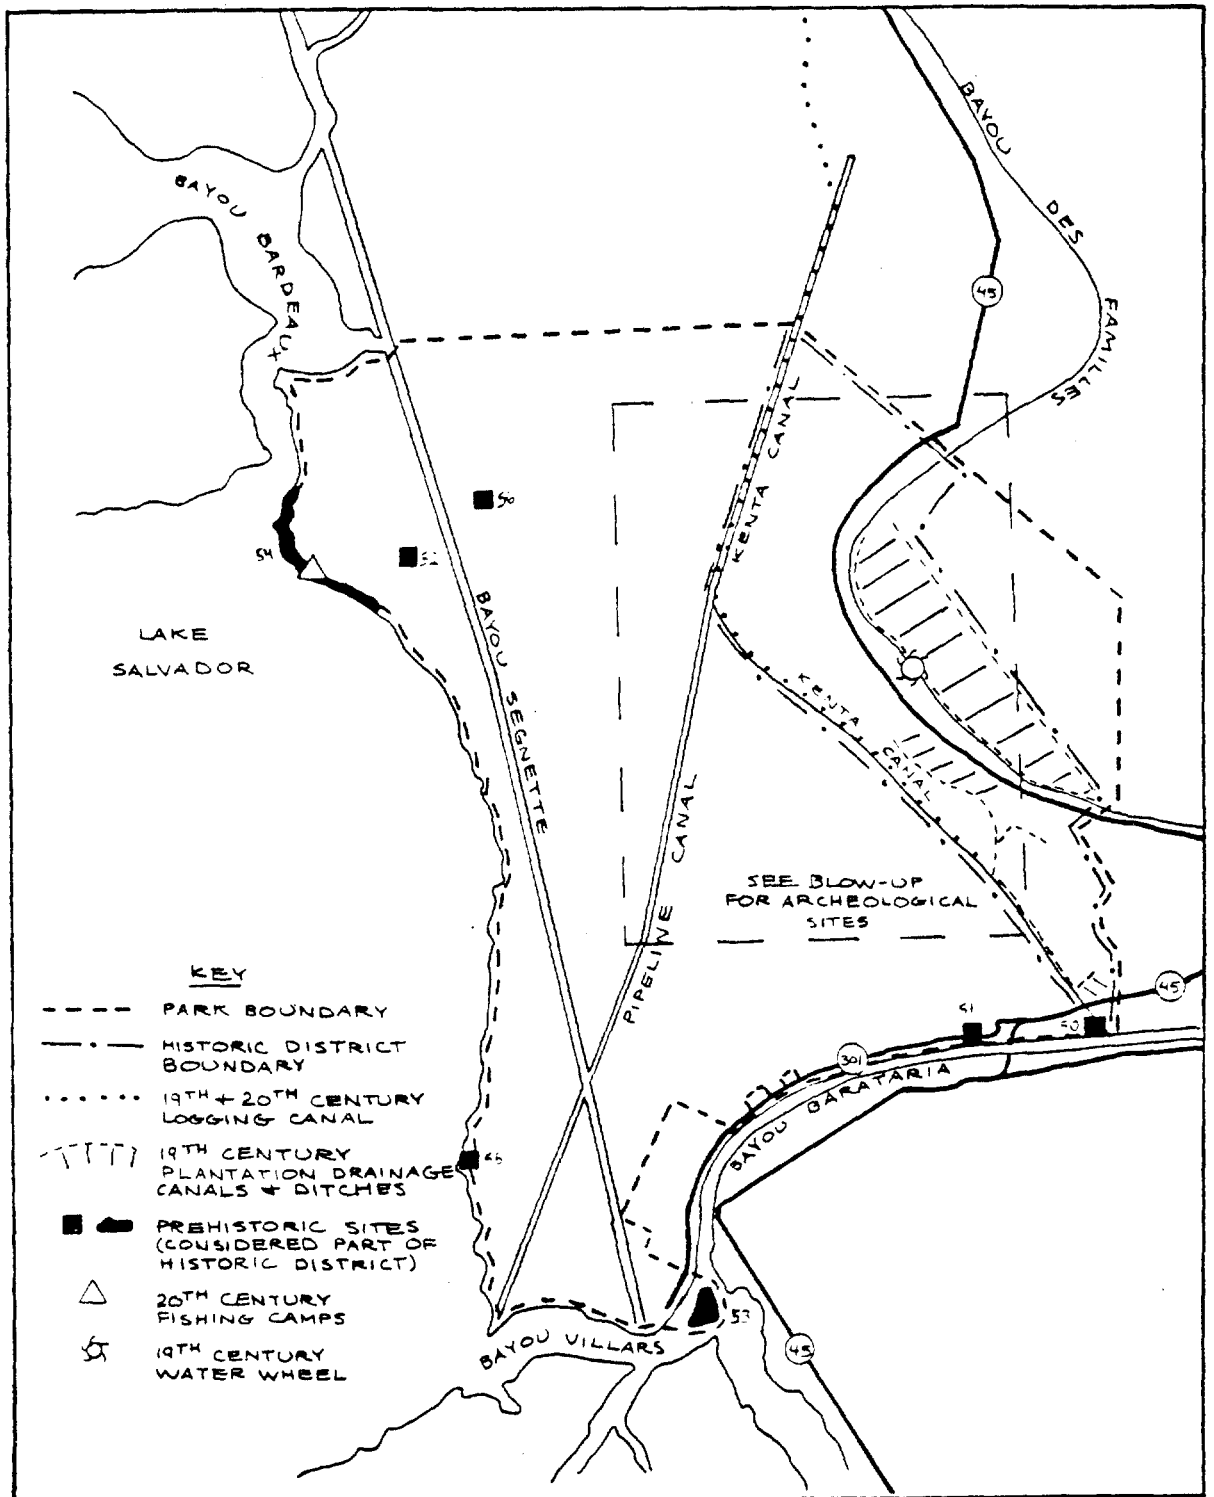 BAYOU
DES
FAMILLES
BAYOU BARDEAUX
45
KENTA CANAL
54
LAKE
SALVADOR
BAYOU SEGNETTE
KENTA
CANAL
PIPELINE CANAL
SEE BLOW-UP
FOR ARCHEOLOGICAL
SITES
45
51
50
301
BAYOU BARATARIA
KEY
PARK BOUNDARY
HISTORIC DISTRICT
BOUNDARY
19TH + 20TH CENTURY
LOGGING CANAL
19TH CENTURY
PLANTATION DRAINAGE
CANALS + DITCHES
PREHISTORIC SITES
(CONSIDERED PART OF
HISTORIC DISTRICT)
20TH CENTURY
FISHING CAMPS
19TH CENTURY
WATER WHEEL
53
BAYOU VILLARS
45